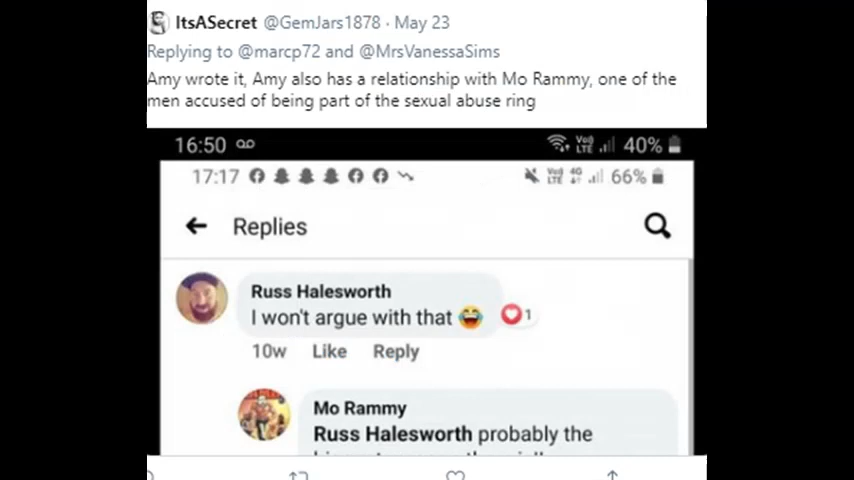 ItsASecret @GemJars1878 · May 23
Replying to @marcp72 and @MrsVanessaSims
Amy wrote it, Amy also has a relationship with Mo Rammy, one of the
men accused of being part of the sexual abuse ring
16:50 40%
17:17 66%
Replies
Russ Halesworth
I won't argue with that 😂 1
10w Like Reply
Mo Rammy
Russ Halesworth probably the